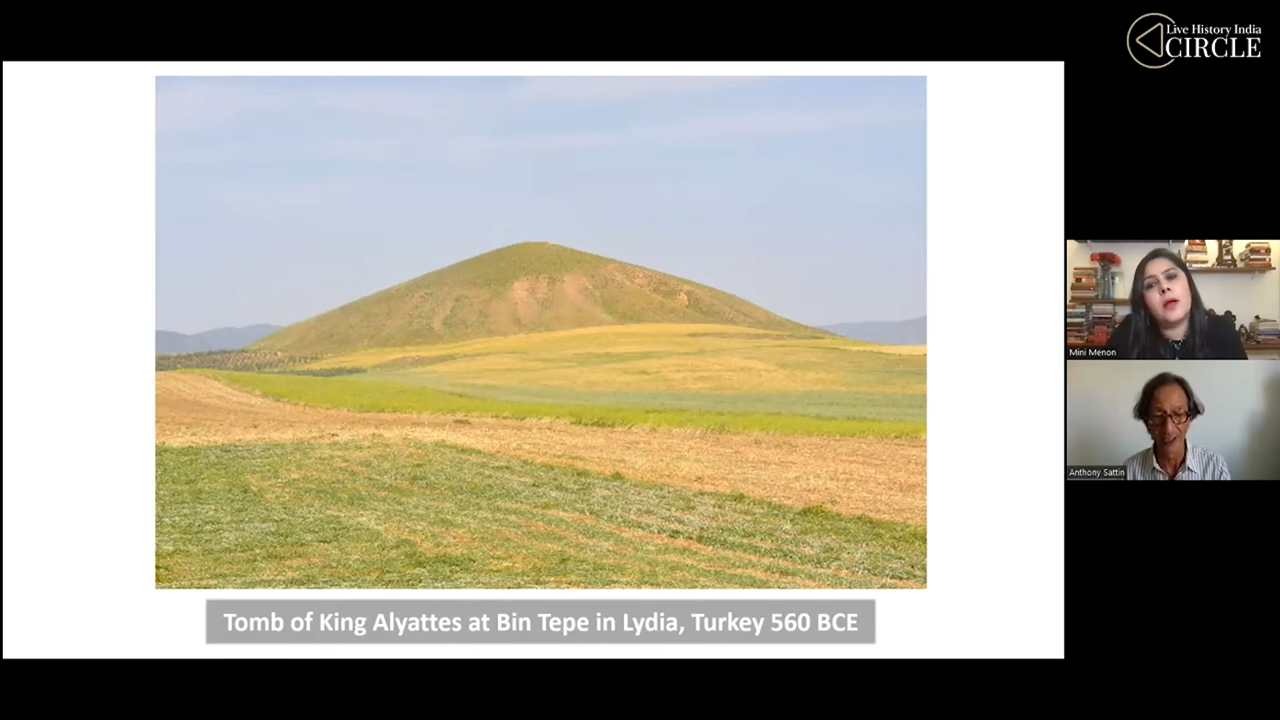 Live History India
CIRCLE
Mini Menon
Anthony Sattin
Tomb of King Alyattes at Bin Tepe in Lydia, Turkey 560 BCE